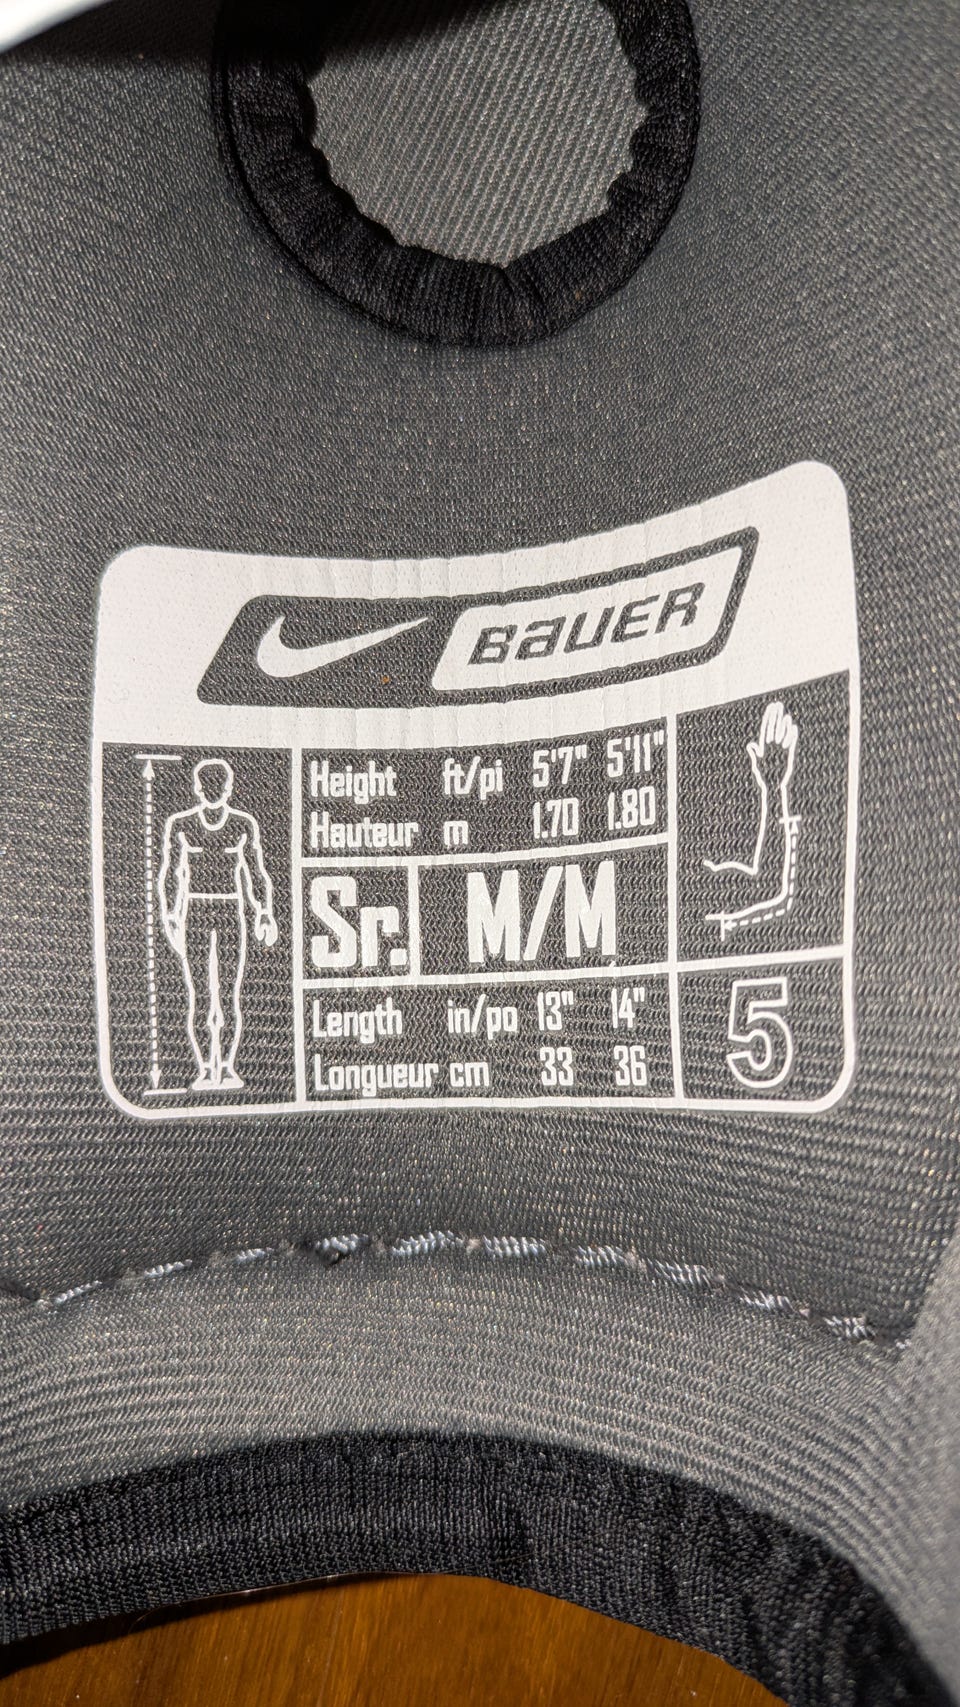 BAUER
Height ft/pi 5'7" 5'11"
Hauteur m 1.70 1.80
Sr. M/M
Length in/po 13" 14"
Longueur cm 33 36
5